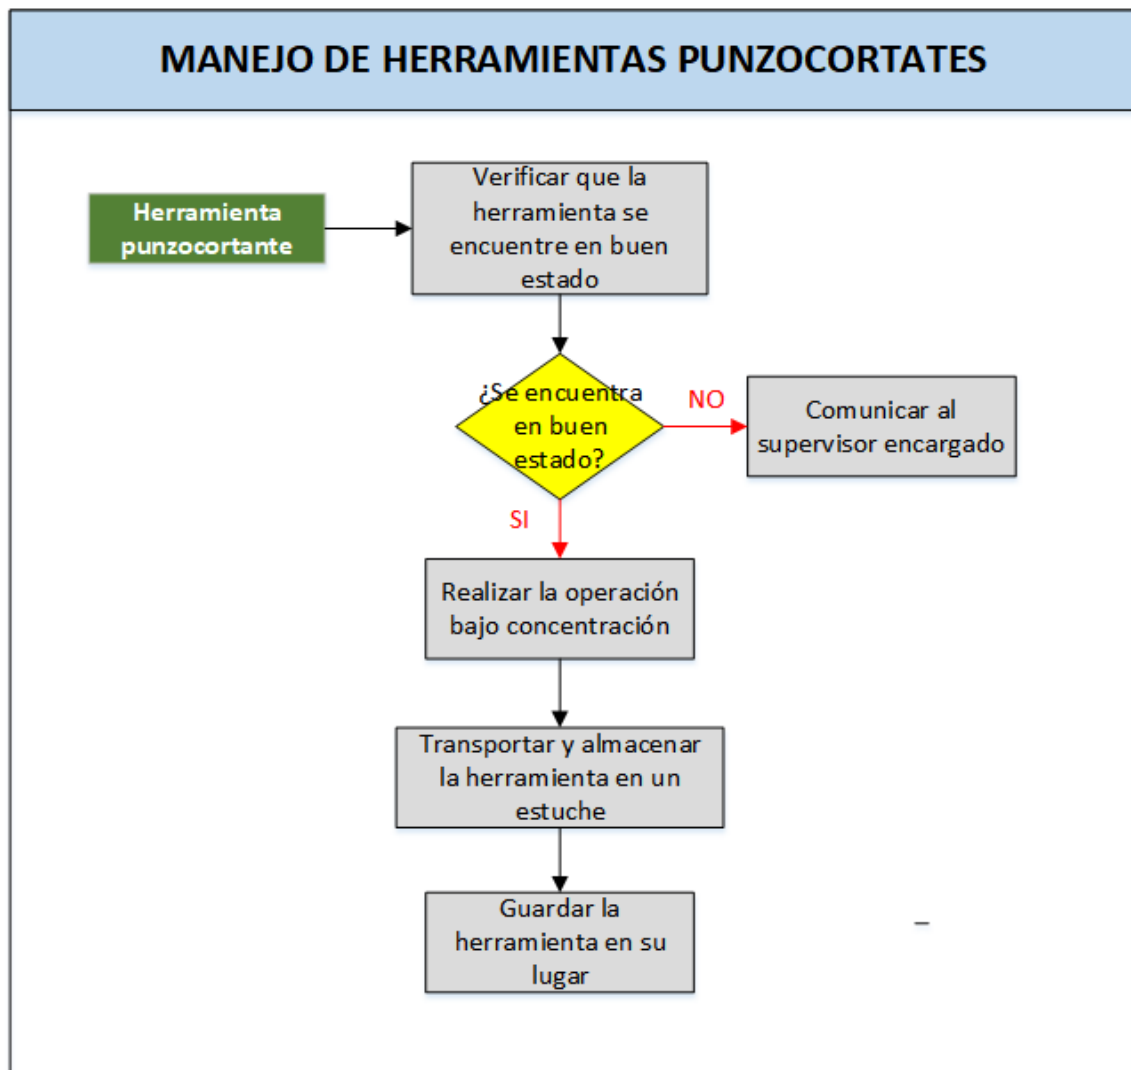 MANEJO DE HERRAMIENTAS PUNZOCORTATES
Herramienta
punzocortante
Verificar que la
herramienta se
encuentre en buen
estado
¿Se encuentra
en buen
estado?
NO
Comunicar al
supervisor encargado
SI
Realizar la operación
bajo concentración
Transportar y almacenar
la herramienta en un
estuche
Guardar la
herramienta en su
lugar